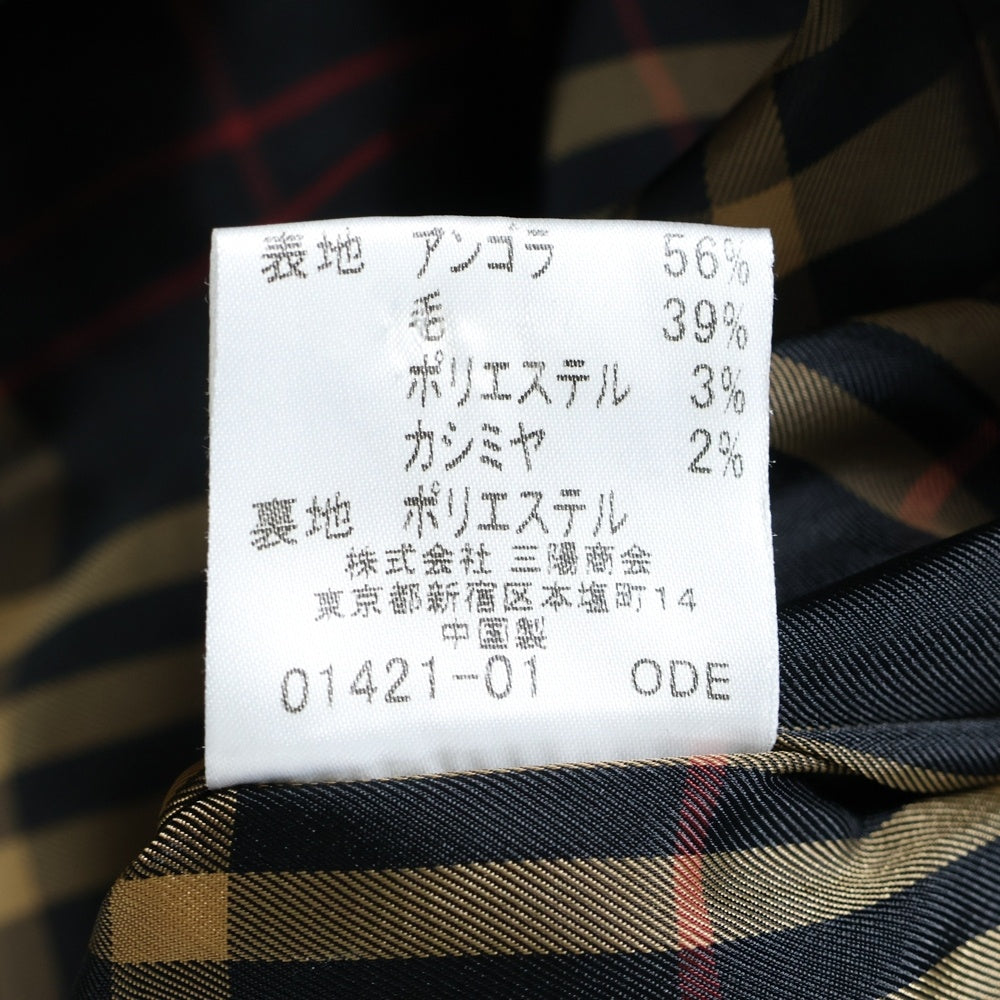 表地 アンゴラ 56%
毛 39%
ポリエステル 3%
カシミヤ 2%
裏地 ポリエステル
株式会社 三陽商会
東京都新宿区本塩町14
中国製
01421-01 ODE